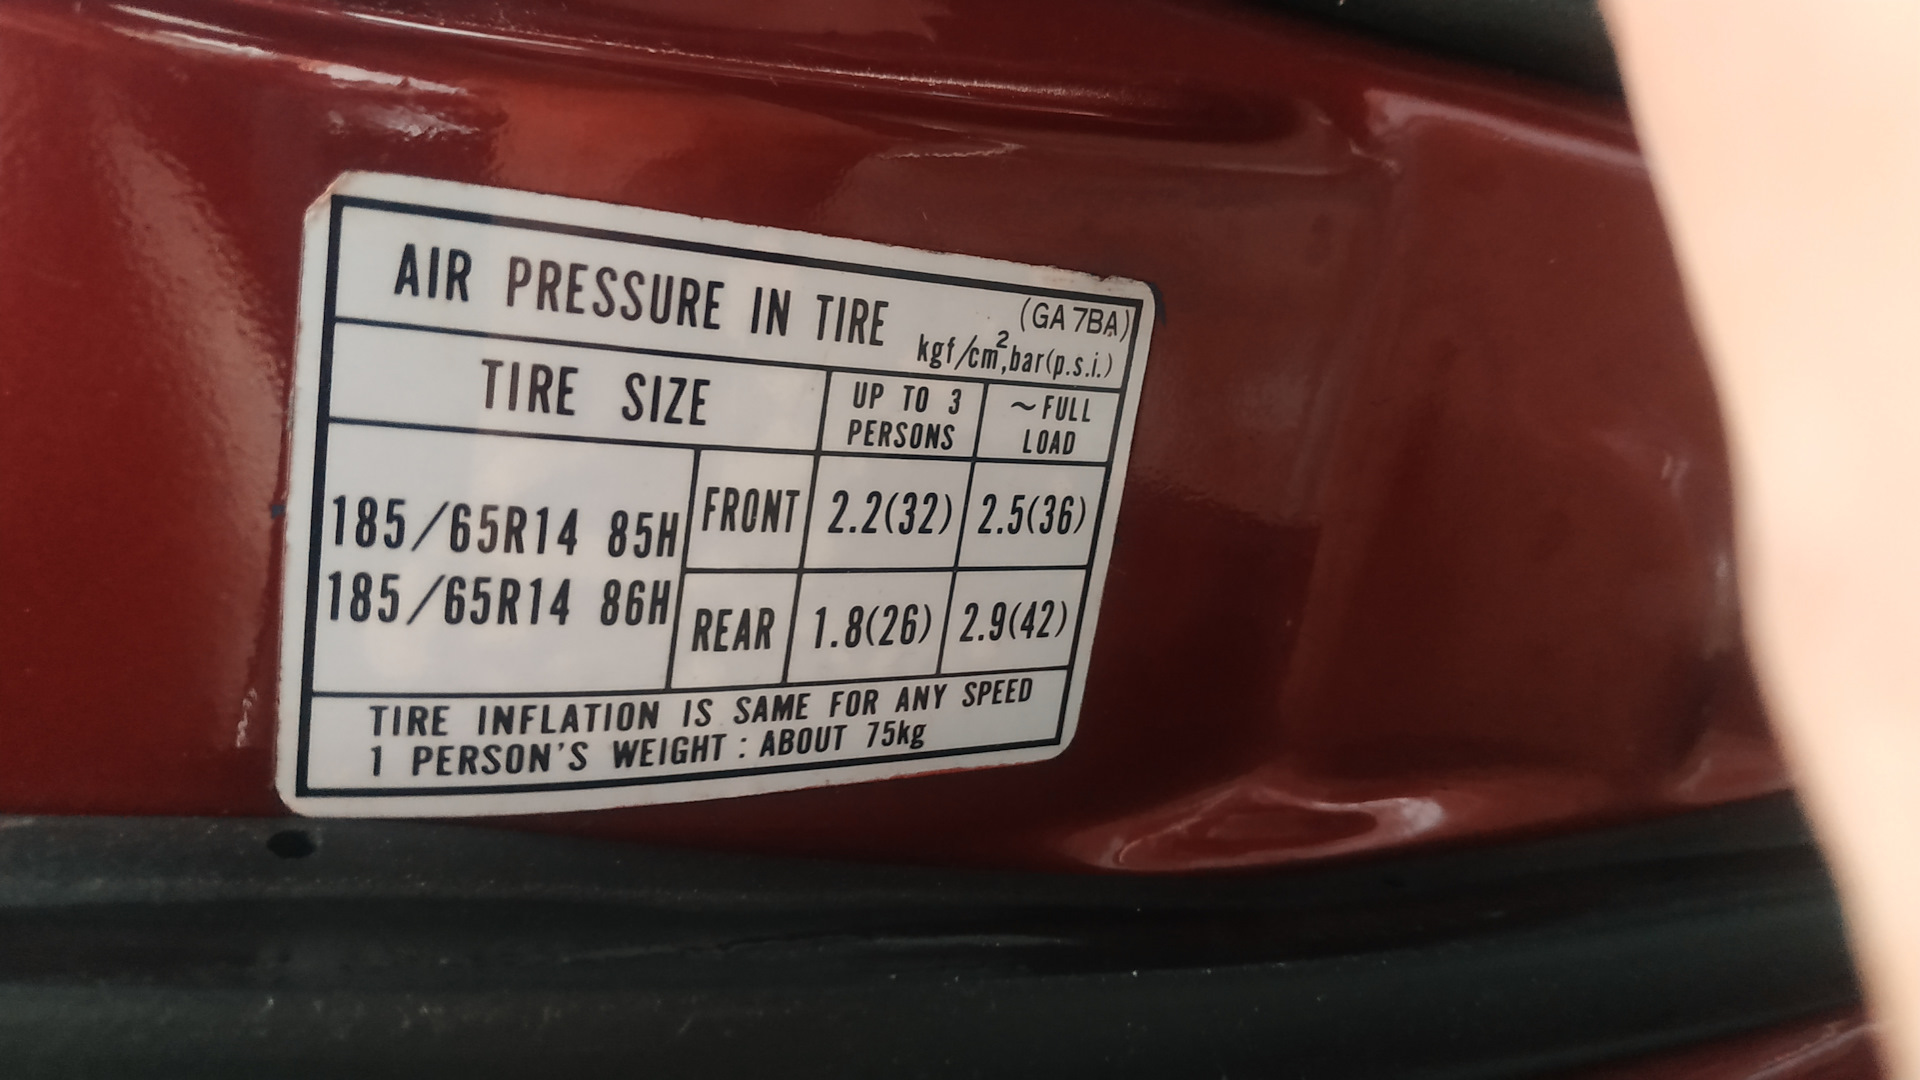 AIR PRESSURE IN TIRE (GA7BA)
kgf/cm²,bar(p.s.i.)
TIRE SIZE
UP TO 3 PERSONS
~FULL LOAD
185/65R14 85H
185/65R14 86H
FRONT 2.2(32) 2.5(36)
REAR 1.8(26) 2.9(42)
TIRE INFLATION IS SAME FOR ANY SPEED
1 PERSON'S WEIGHT : ABOUT 75kg